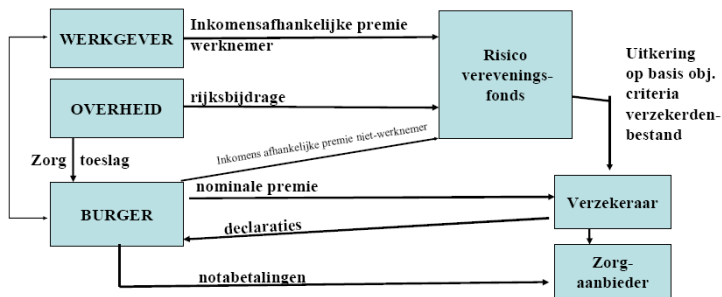 WERKGEVER
Inkomensafhankelijke premie
werknemer
Risico
verevenings-
fonds
Uitkering
op basis obj.
criteria
verzekerden-
bestand
OVERHEID
rijksbijdrage
Inkomens afhankelijke premie niet-werknemer
Zorg toeslag
BURGER
nominale premie
Verzekeraar
declaraties
notabetalingen
Zorg-
aanbieder